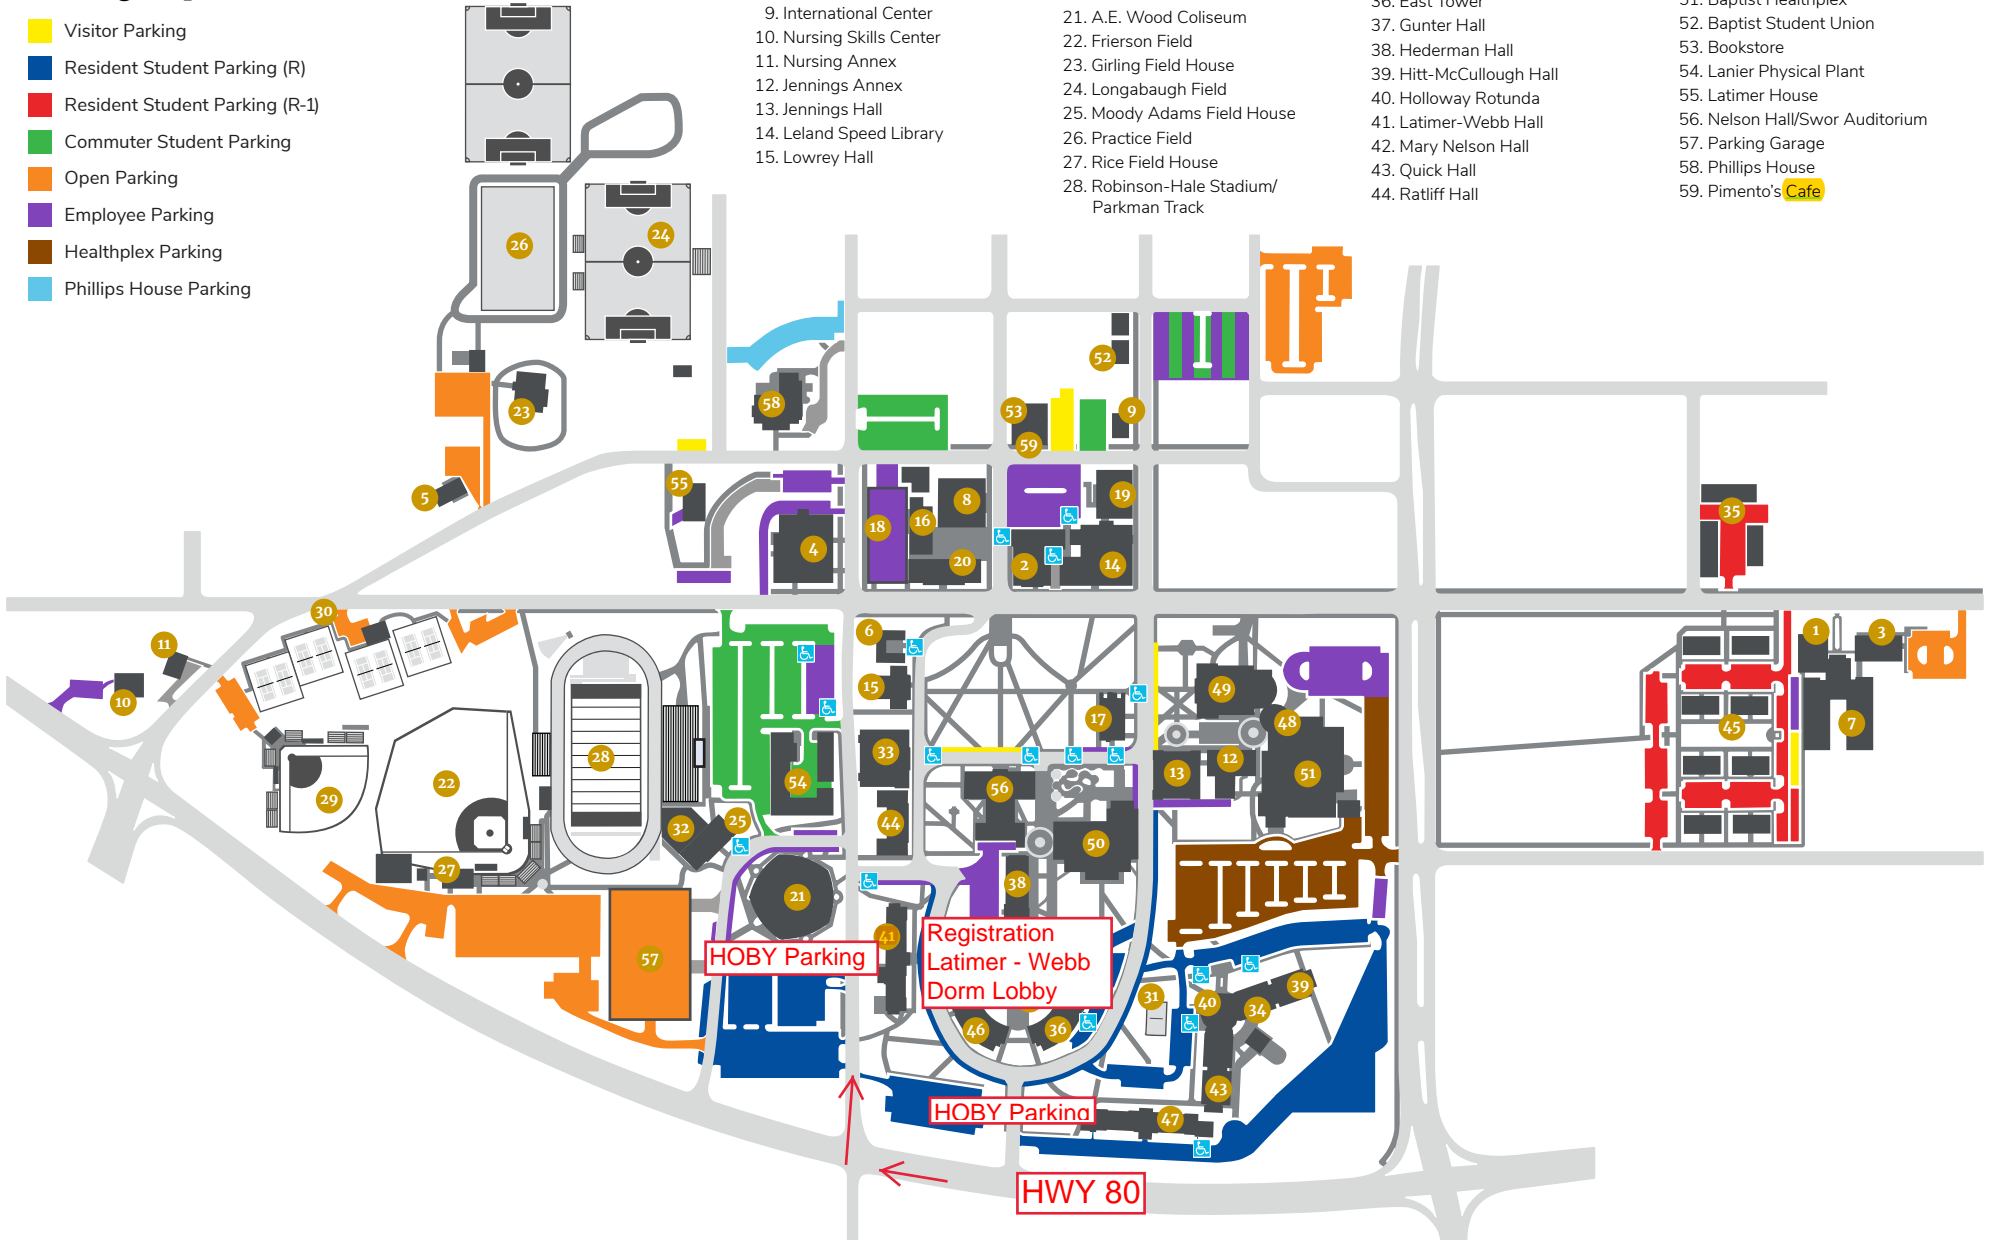 Visitor Parking
Resident Student Parking (R)
Resident Student Parking (R-1)
Commuter Student Parking
Open Parking
Employee Parking
Healthplex Parking
Phillips House Parking
9. International Center
10. Nursing Skills Center
11. Nursing Annex
12. Jennings Annex
13. Jennings Hall
14. Leland Speed Library
15. Lowrey Hall
21. A.E. Wood Coliseum
22. Frierson Field
23. Girling Field House
24. Longabaugh Field
25. Moody Adams Field House
26. Practice Field
27. Rice Field House
28. Robinson-Hale Stadium/
Parkman Track
36. East Tower
37. Gunter Hall
38. Hederman Hall
39. Hitt-McCullough Hall
40. Holloway Rotunda
41. Latimer-Webb Hall
42. Mary Nelson Hall
43. Quick Hall
44. Ratliff Hall
51. Baptist Healthplex
52. Baptist Student Union
53. Bookstore
54. Lanier Physical Plant
55. Latimer House
56. Nelson Hall/Swor Auditorium
57. Parking Garage
58. Phillips House
59. Pimento's Cafe
26
24
23
5
58
55
53
59
52
9
4
18
16
8
20
2
14
19
35
30
11
10
29
22
27
28
32
25
54
21
57
6
15
33
44
41
17
56
50
38
49
48
12
13
51
1
3
7
45
46
36
31
40
39
34
43
47
HOBY Parking
Registration
Latimer - Webb
Dorm Lobby
HOBY Parking
HWY 80